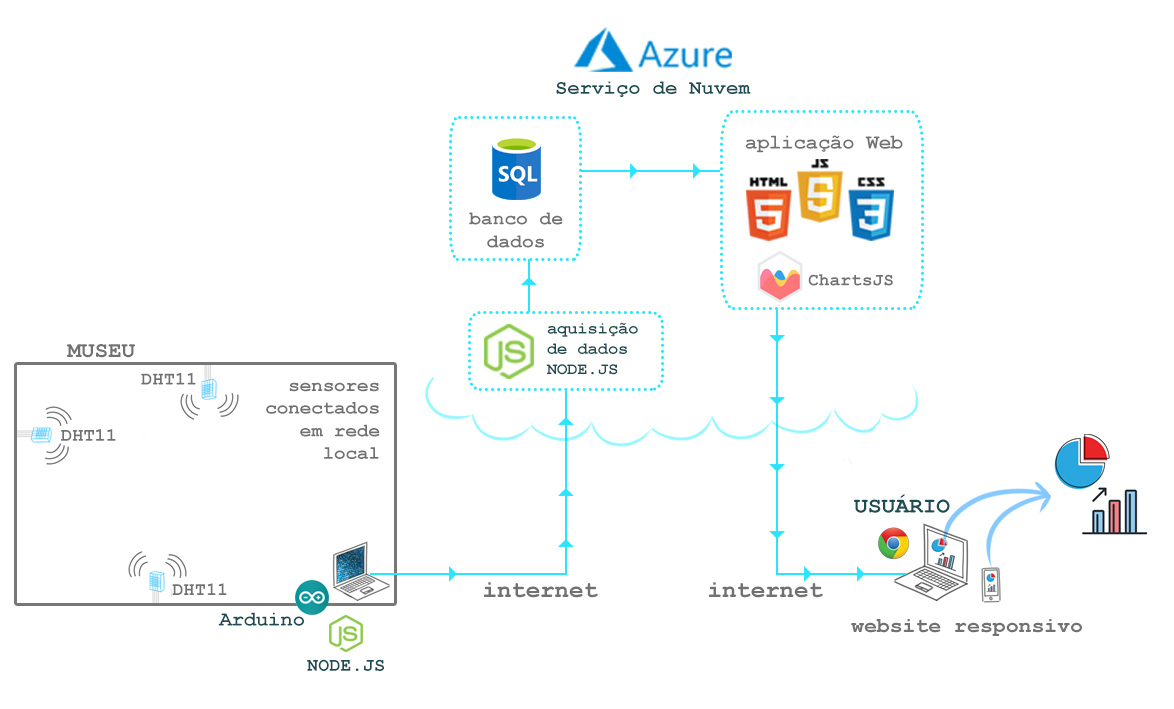 Azure
Serviço de Nuvem
SQL
banco de
dados
aplicação Web
HTML
5
JS
5
CSS
3
ChartsJS
JS
aquisição
de dados
NODE.JS
MUSEU
DHT11
sensores
conectados
em rede
local
DHT11
DHT11
Arduino
JS
NODE.JS
internet
internet
USUÁRIO
website responsivo